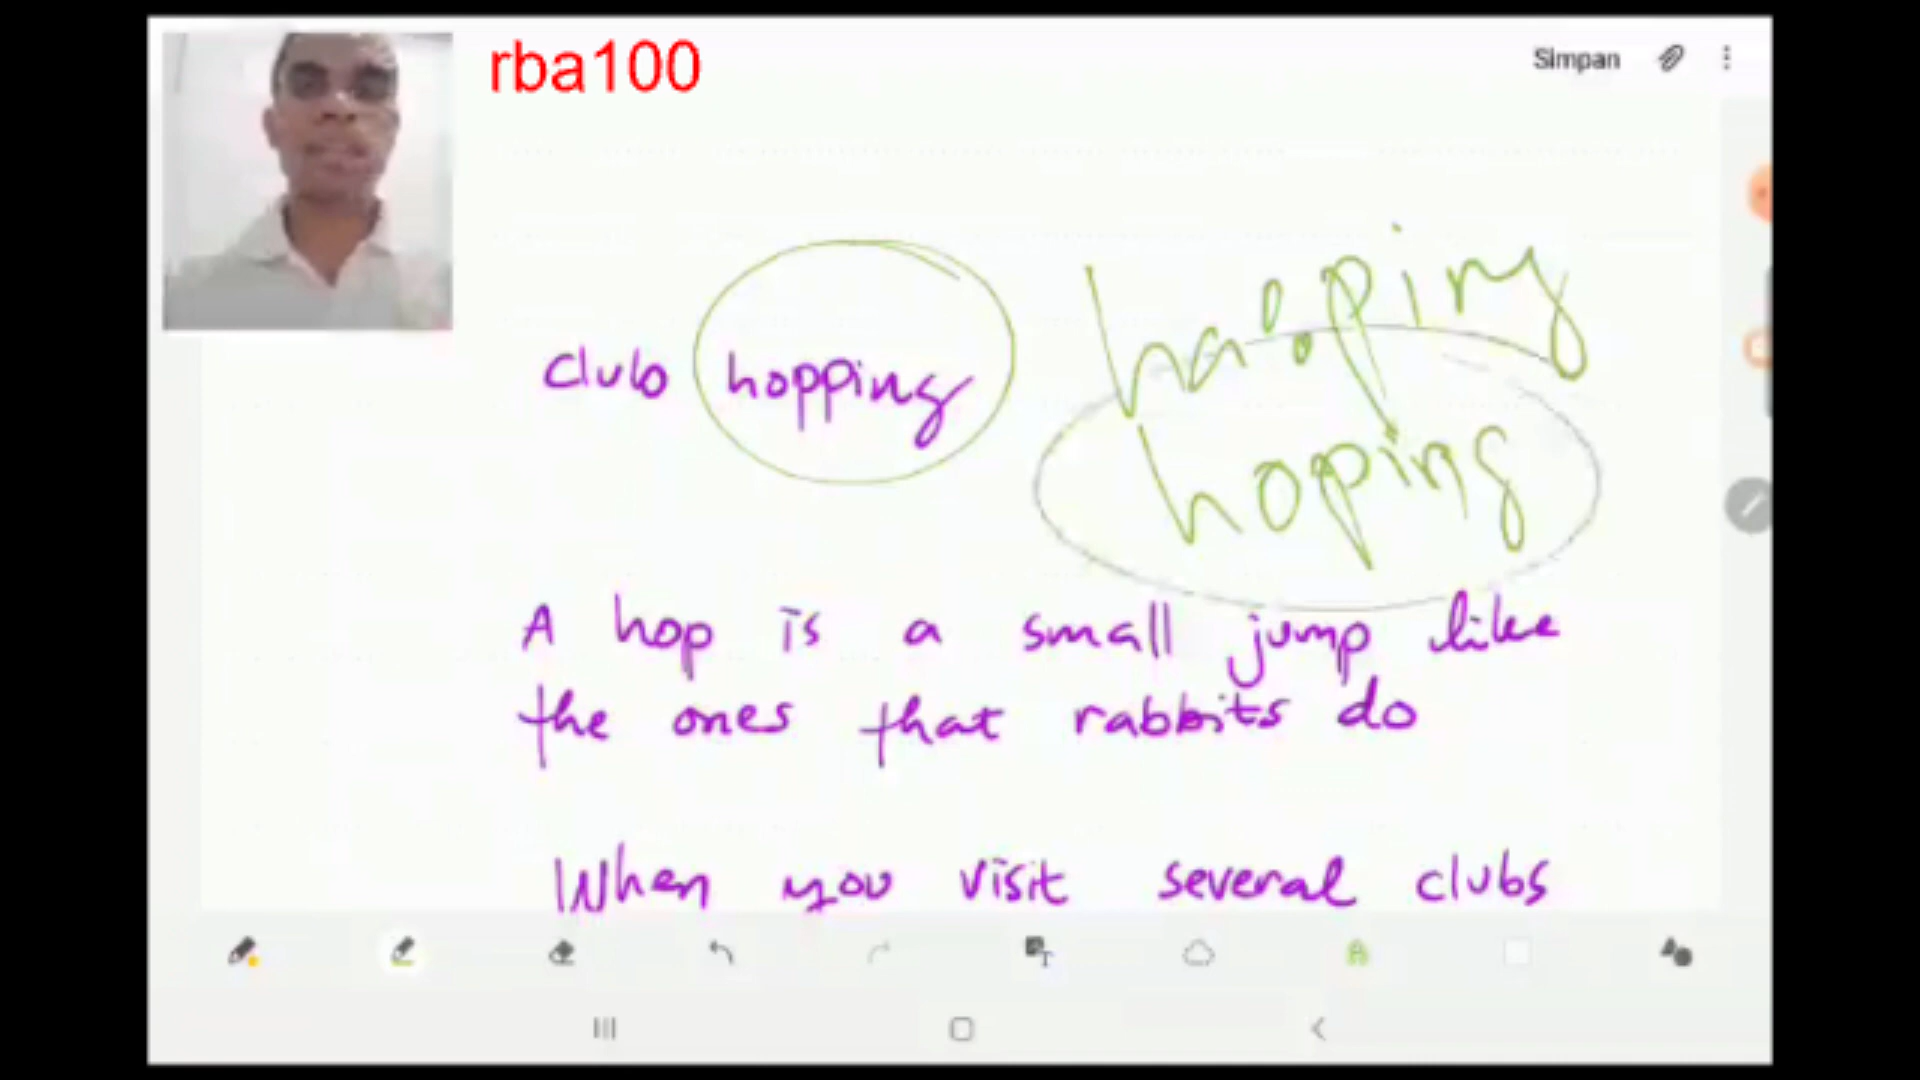 rba100
Simpan
club hopping
hoping
A hop is a small jump like
the ones that rabbits do
When you visit several clubs